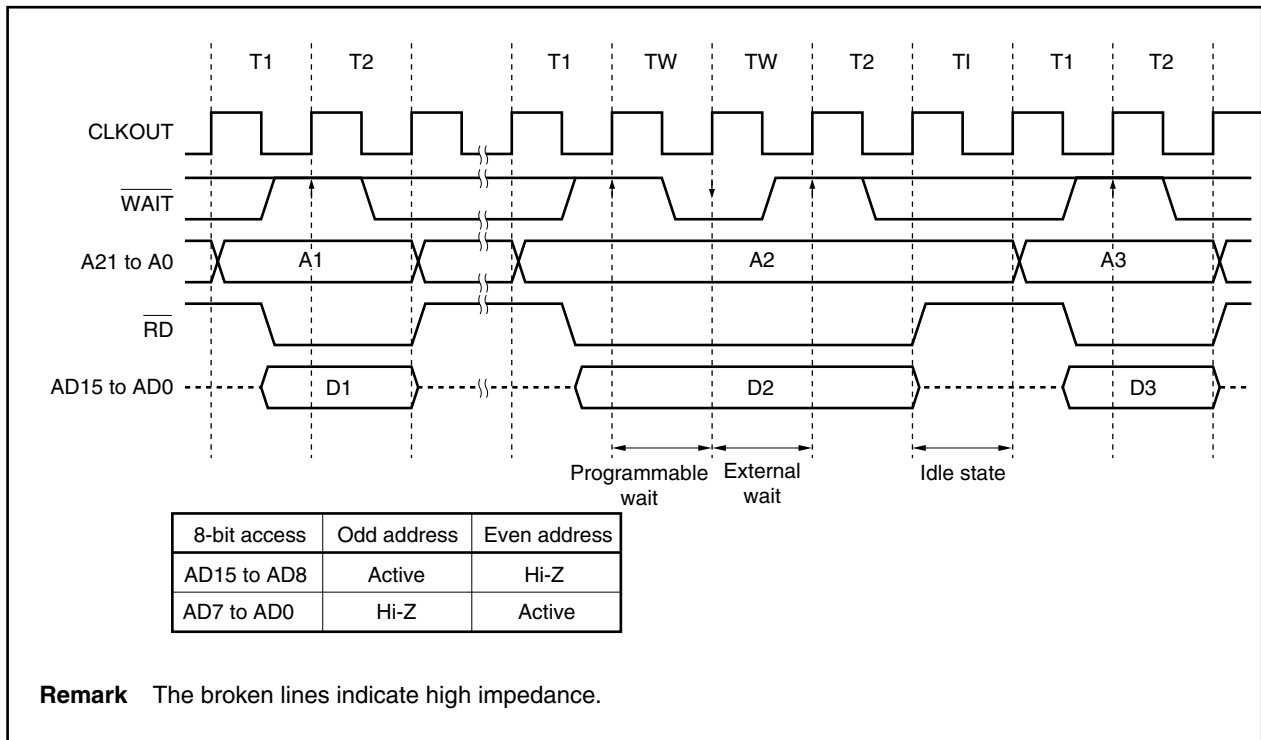 T1 T2 T1 TW TW T2 TI T1 T2
CLKOUT
WAIT
A21 to A0 A1 A2 A3
RD
AD15 to AD0 D1 D2 D3
Programmable wait External wait Idle state
8-bit access Odd address Even address
AD15 to AD8 Active Hi-Z
AD7 to AD0 Hi-Z Active
Remark The broken lines indicate high impedance.